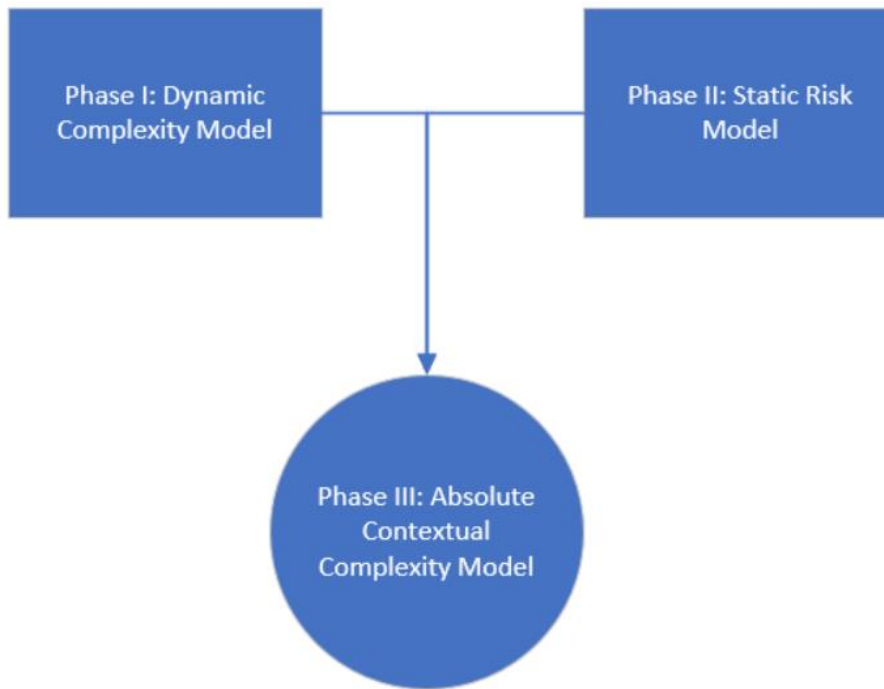 Phase I: Dynamic
Complexity Model
Phase II: Static Risk
Model
Phase III: Absolute
Contextual
Complexity Model